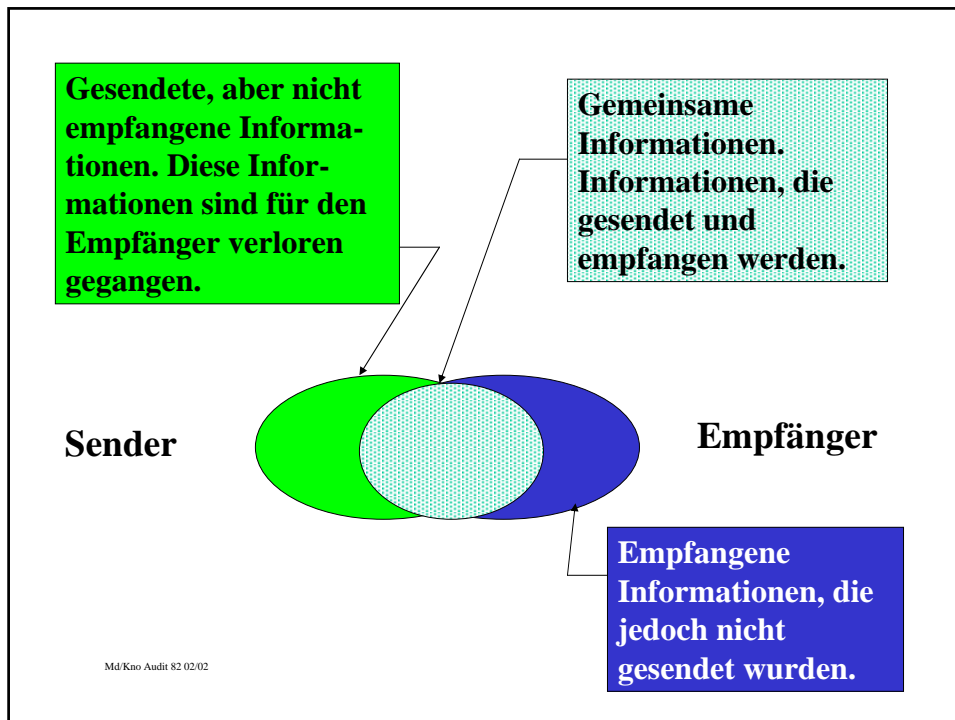 Gesendete, aber nicht
empfangene Informa-
tionen. Diese Infor-
mationen sind für den
Empfänger verloren
gegangen.
Gemeinsame
Informationen.
Informationen, die
gesendet und
empfangen werden.
Sender
Empfänger
Empfangene
Informationen, die
jedoch nicht
gesendet wurden.
Md/Kno Audit 82 02/02